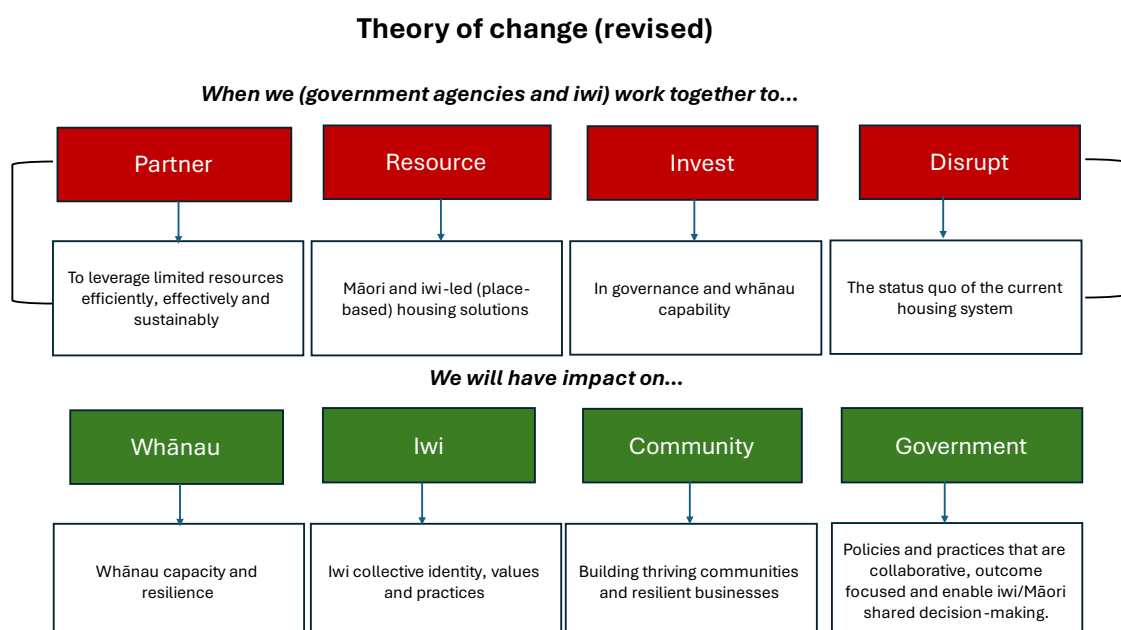 Theory of change (revised)
When we (government agencies and iwi) work together to...
Partner
Resource
Invest
Disrupt
To leverage limited resources
efficiently, effectively and
sustainably
Māori and iwi-led (place-
based) housing solutions
In governance and whānau
capability
The status quo of the current
housing system
We will have impact on...
Whānau
Iwi
Community
Government
Whānau capacity and
resilience
Iwi collective identity, values
and practices
Building thriving communities
and resilient businesses
Policies and practices that are
collaborative, outcome
focused and enable iwi/Māori
shared decision-making.